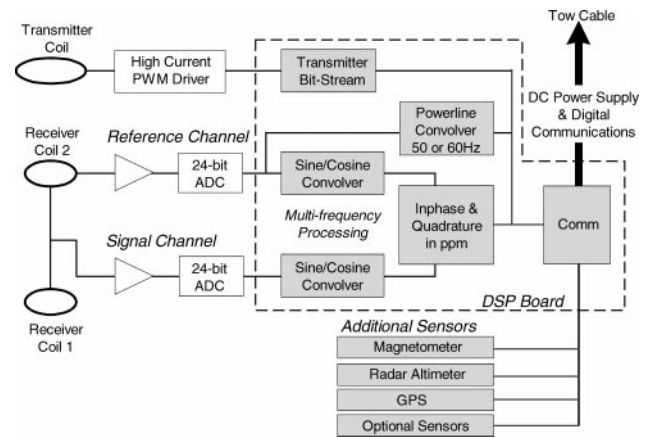 Transmitter
Coil
High Current
PWM Driver
Transmitter
Bit-Stream
Tow Cable
DC Power Supply
& Digital
Communications
Powerline
Convolver
50 or 60Hz
Receiver
Coil 2
Reference Channel
24-bit
ADC
Sine/Cosine
Convolver
Multi-frequency
Processing
Inphase &
Quadrature
in ppm
Comm
Signal Channel
24-bit
ADC
Sine/Cosine
Convolver
DSP Board
Receiver
Coil 1
Additional Sensors
Magnetometer
Radar Altimeter
GPS
Optional Sensors